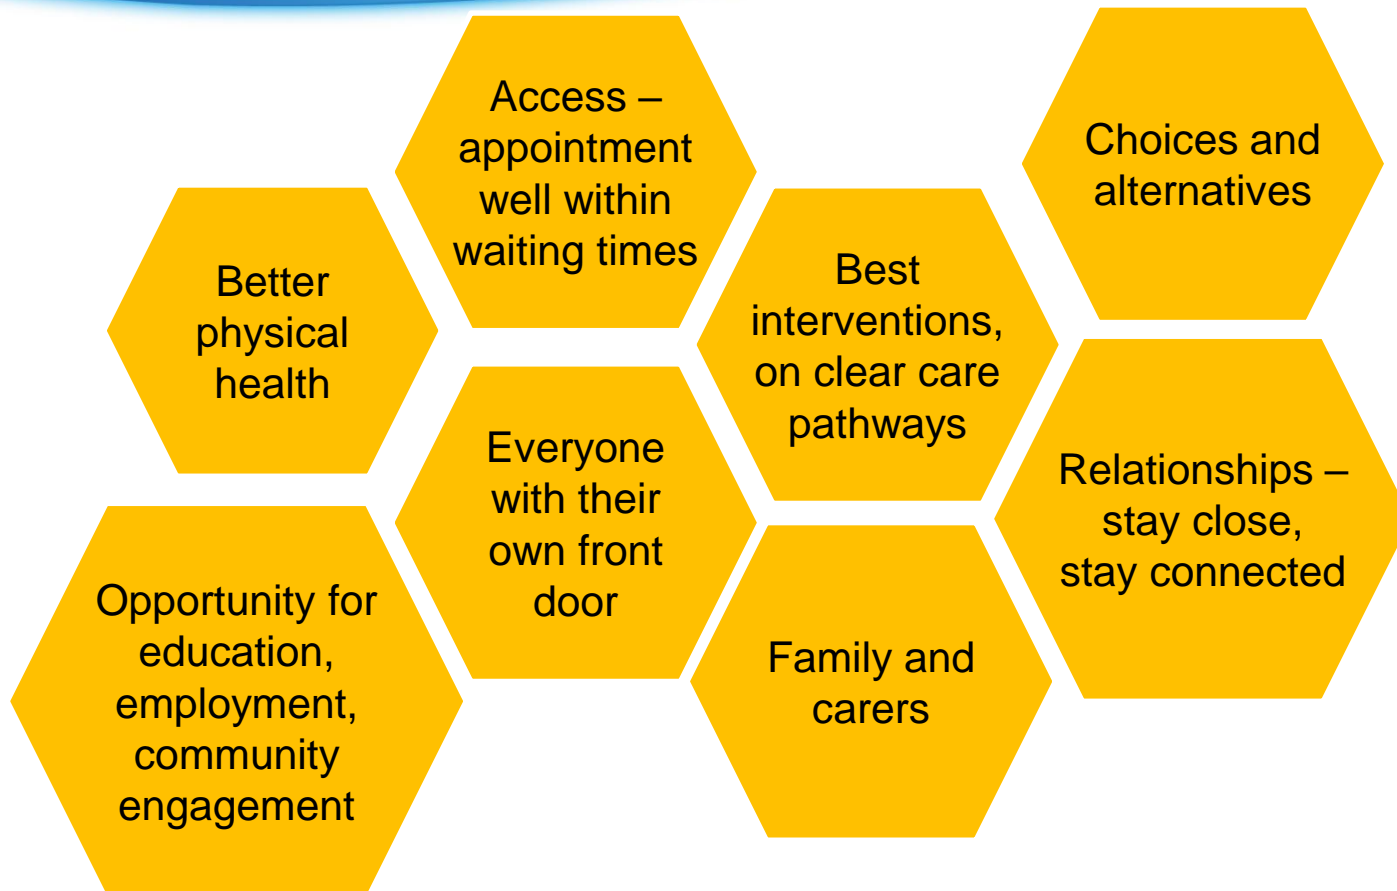 Access –
appointment
well within
waiting times
Choices and
alternatives
Better
physical
health
Best
interventions,
on clear care
pathways
Everyone
with their
own front
door
Relationships –
stay close,
stay connected
Opportunity for
education,
employment,
community
engagement
Family and
carers